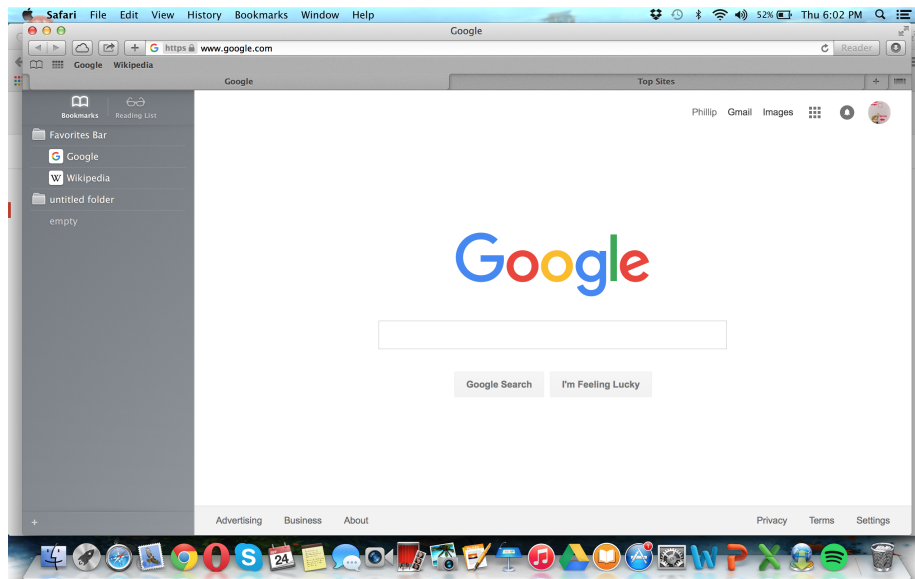 Safari File Edit View History Bookmarks Window Help 52% Thu 6:02 PM
Google
https www.google.com Reader
Google Wikipedia
Google Top Sites +
Bookmarks Reading List
Phillip Gmail Images
Favorites Bar
G Google
W Wikipedia
untitled folder
empty
Google
Google Search I'm Feeling Lucky
+ Advertising Business About Privacy Terms Settings
24